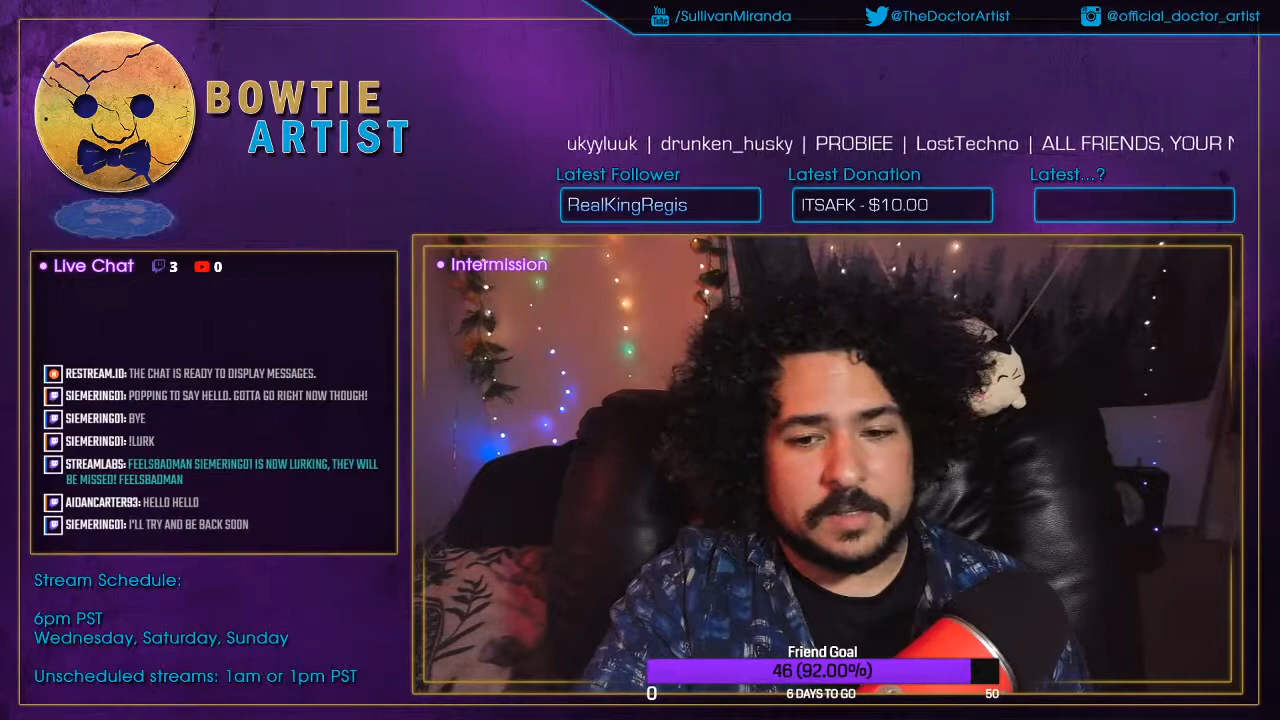 /SullivanMiranda
@TheDoctorArtist
@official_doctor_artist
BOWTIE
ARTIST
ukyyluuk | drunken_husky | PROBIEE | LostTechno | ALL FRIENDS, YOUR
Latest Follower
Latest Donation
Latest...?
RealKingRegis
ITSAFK - $10.00
• Live Chat
3
0
RESTREAM.IO: THE CHAT IS READY TO DISPLAY MESSAGES.
SIEMERING01: POPPING TO SAY HELLO. GOTTA GO RIGHT NOW THOUGH!
SIEMERING01: BYE
SIEMERING01: !LURK
STREAMLABS: FEELSBADMAN SIEMERING01 IS NOW LURKING, THEY WILL
BE MISSED! FEELSBADMAN
AIDANCARTER93: HELLO HELLO
SIEMERING01: I'LL TRY AND BE BACK SOON
Stream Schedule:
6pm PST
Wednesday, Saturday, Sunday
Unscheduled streams: 1am or 1pm PST
• Intermission
Friend Goal
46 (92.00%)
0
6 DAYS TO GO
50